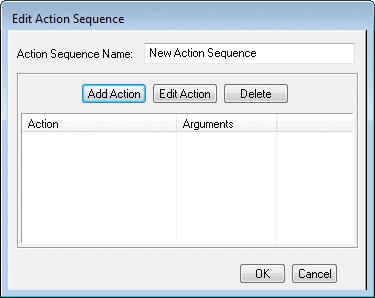 Edit Action Sequence
Action Sequence Name: New Action Sequence
Add Action Edit Action Delete
Action Arguments
OK Cancel